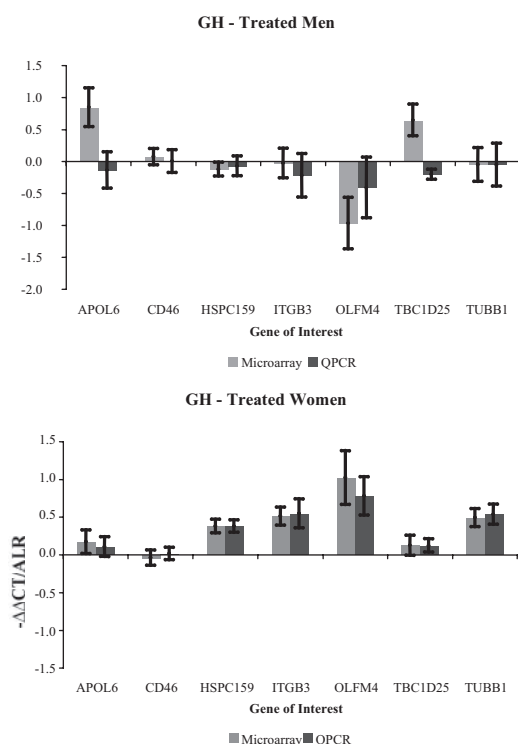 GH - Treated Men
1.5
1.0
0.5
0.0
-0.5
-1.0
-1.5
-2.0
APOL6 CD46 HSPC159 ITGB3 OLFM4 TBC1D25 TUBB1
Gene of Interest
Microarray QPCR
GH - Treated Women
-ΔΔCT/ALR
1.5
1.0
0.5
0.0
-0.5
-1.0
-1.5
APOL6 CD46 HSPC159 ITGB3 OLFM4 TBC1D25 TUBB1
Gene of Interest
Microarray QPCR